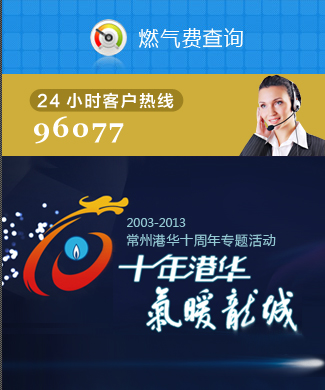 燃气费查询
24 小时客户热线
96077
2003-2013
常州港华十周年专题活动
十年港华
氣暖龍城